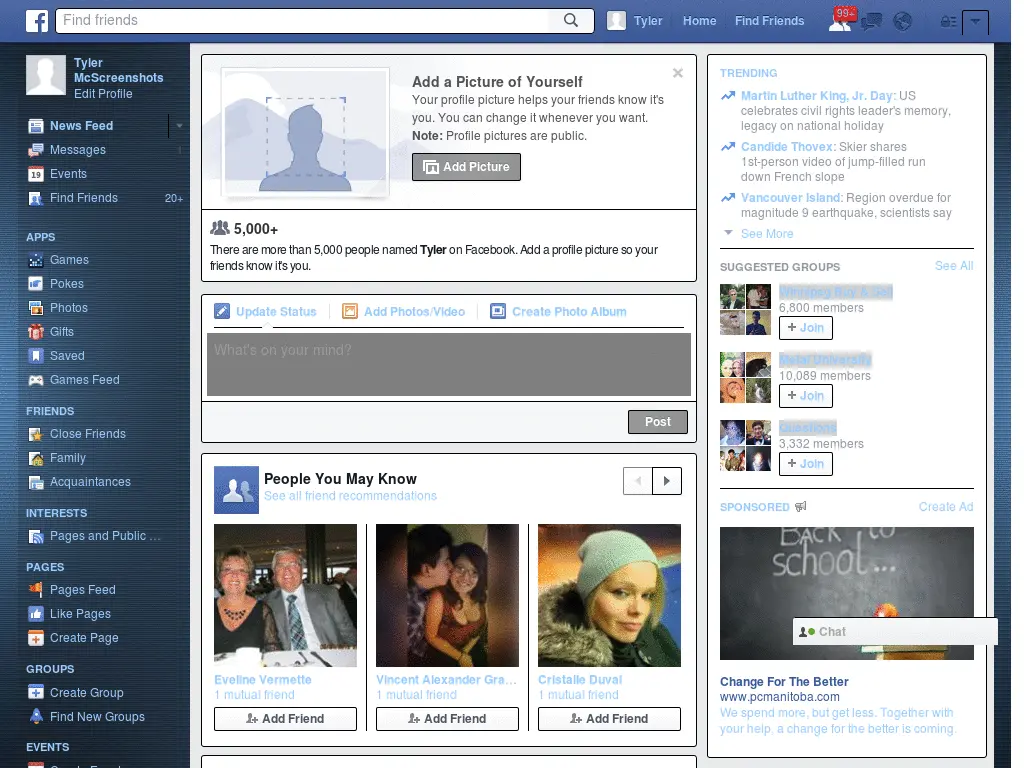 Find friends
Tyler
Home
Find Friends
99+
Tyler
McScreenshots
Edit Profile
News Feed
Messages
19 Events
Find Friends 20+
APPS
Games
Pokes
Photos
Gifts
Saved
Games Feed
FRIENDS
Close Friends
Family
Acquaintances
INTERESTS
Pages and Public ...
PAGES
Pages Feed
Like Pages
Create Page
GROUPS
Create Group
Find New Groups
EVENTS
Add a Picture of Yourself
Your profile picture helps your friends know it's
you. You can change it whenever you want.
Note: Profile pictures are public.
Add Picture
5,000+
There are more than 5,000 people named Tyler on Facebook. Add a profile picture so your
friends know it's you.
Update Status
Add Photos/Video
Create Photo Album
What's on your mind?
Post
People You May Know
See all friend recommendations
Eveline Vermette
1 mutual friend
Add Friend
Vincent Alexander Gra...
1 mutual friend
Add Friend
Cristalle Duval
1 mutual friend
Add Friend
TRENDING
Martin Luther King, Jr. Day: US
celebrates civil rights leader's memory,
legacy on national holiday
Candide Thovex: Skier shares
1st-person video of jump-filled run
down French slope
Vancouver Island: Region overdue for
magnitude 9 earthquake, scientists say
See More
SUGGESTED GROUPS See All
Winnipeg Buy & Sell
6,800 members
+ Join
Metal University
10,089 members
+ Join
Questions
3,332 members
+ Join
SPONSORED Create Ad
BACK to
school...
Chat
Change For The Better
www.pcmanitoba.com
We spend more, but get less. Together with
your help, a change for the better is coming.